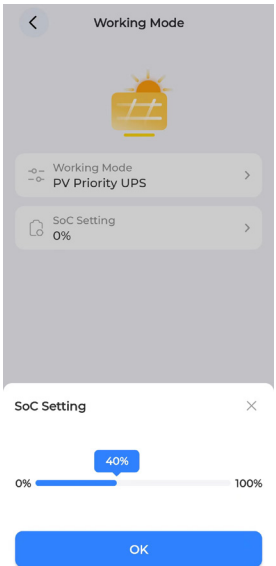 Working Mode
Working Mode
PV Priority UPS
SoC Setting
0%
SoC Setting
40%
0%
100%
OK